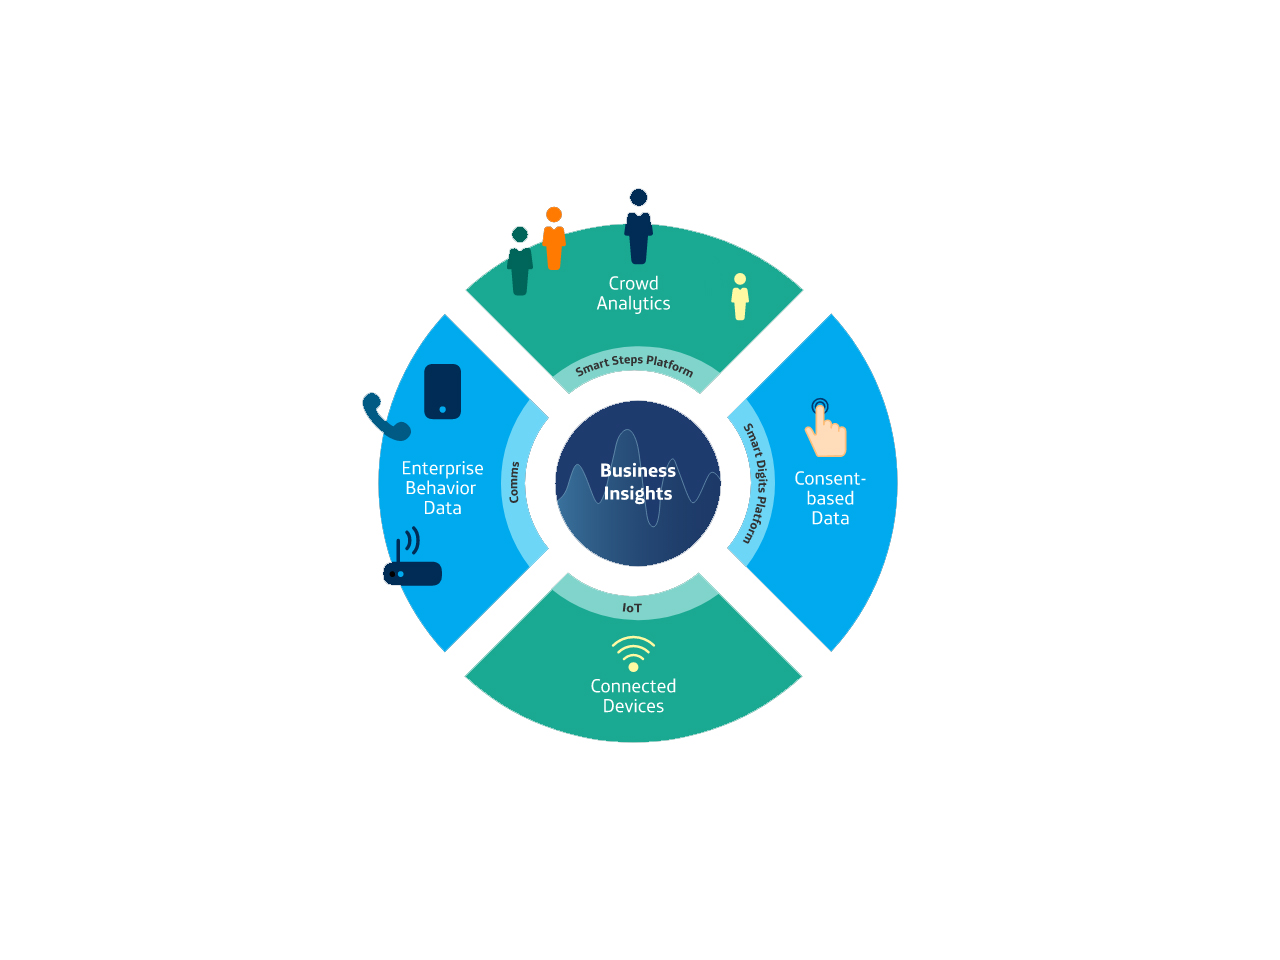 Crowd
Analytics
Smart Steps Platform
Enterprise
Behavior
Data
Comms
Business
Insights
Smart Digits Platform
Consent-
based
Data
IoT
Connected
Devices